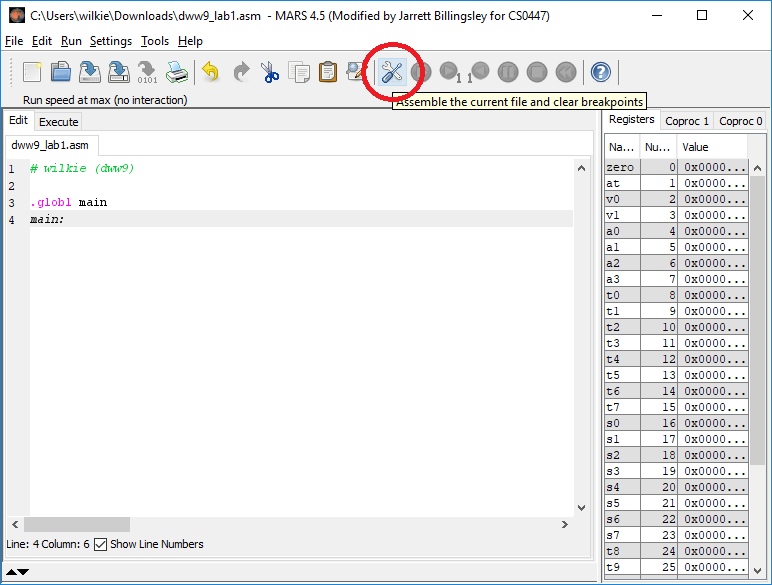 C:\Users\wilkie\Downloads\dww9_lab1.asm - MARS 4.5 (Modified by Jarrett Billingsley for CS0447)
File Edit Run Settings Tools Help
0101 1 1
Run speed at max (no interaction)
Assemble the current file and clear breakpoints
Edit Execute
dww9_lab1.asm
1 # wilkie (dww9)
2
3 .globl main
4 main:
Line: 4 Column: 6 Show Line Numbers
Registers Coproc 1 Coproc 0
Na... Nu... Value
zero 0 0x0000...
at 1 0x0000...
v0 2 0x0000...
v1 3 0x0000...
a0 4 0x0000...
a1 5 0x0000...
a2 6 0x0000...
a3 7 0x0000...
t0 8 0x0000...
t1 9 0x0000...
t2 10 0x0000...
t3 11 0x0000...
t4 12 0x0000...
t5 13 0x0000...
t6 14 0x0000...
t7 15 0x0000...
s0 16 0x0000...
s1 17 0x0000...
s2 18 0x0000...
s3 19 0x0000...
s4 20 0x0000...
s5 21 0x0000...
s6 22 0x0000...
s7 23 0x0000...
t8 24 0x0000...
t9 25 0x0000...